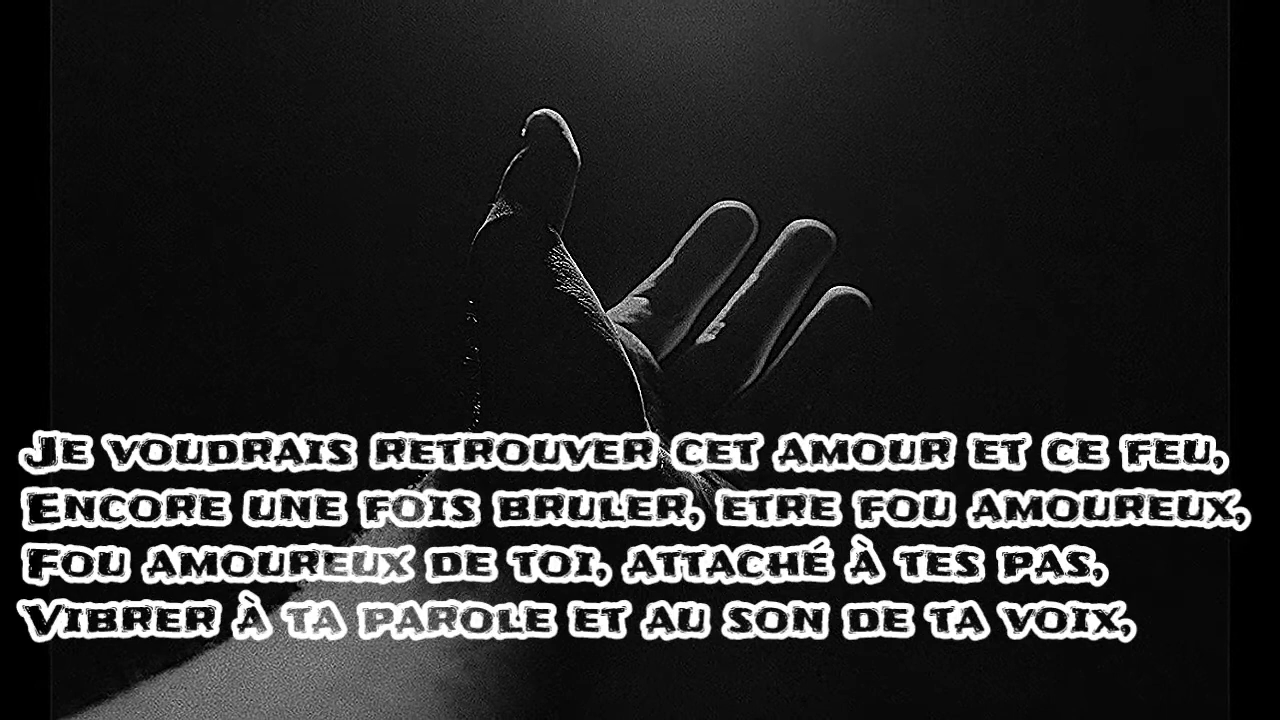 Je voudrais retrouver cet amour et ce feu,
Encore une fois bruler, etre fou amoureux,
Fou amoureux de toi, attaché à tes pas,
Vibrer à ta parole et au son de ta voix,